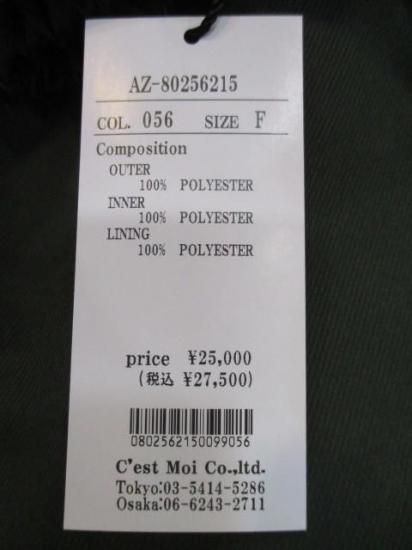 AZ-80256215
COL. 056 SIZE F
Composition
OUTER
100% POLYESTER
INNER
100% POLYESTER
LINING
100% POLYESTER
price ¥25,000
(税込 ¥27,500)
0802562150099056
C'est Moi Co.,ltd.
Tokyo:03-5414-5286
Osaka:06-6243-2711